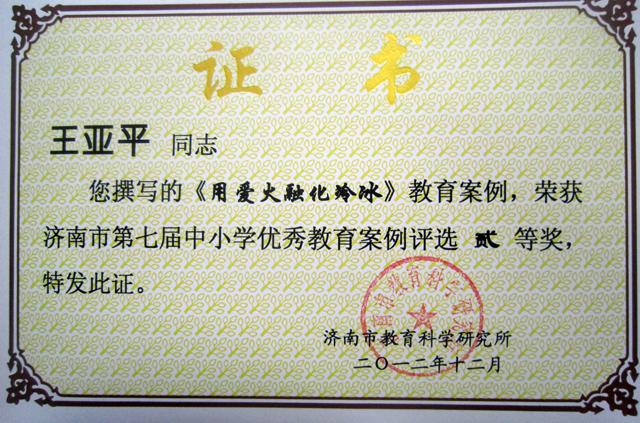 证 书
王亚平 同志
您撰写的《用爱火融化冷冰》教育案例，荣获
济南市第七届中小学优秀教育案例评选 贰 等奖，
特发此证。
济南市教育科学研究所
二〇一二年十二月